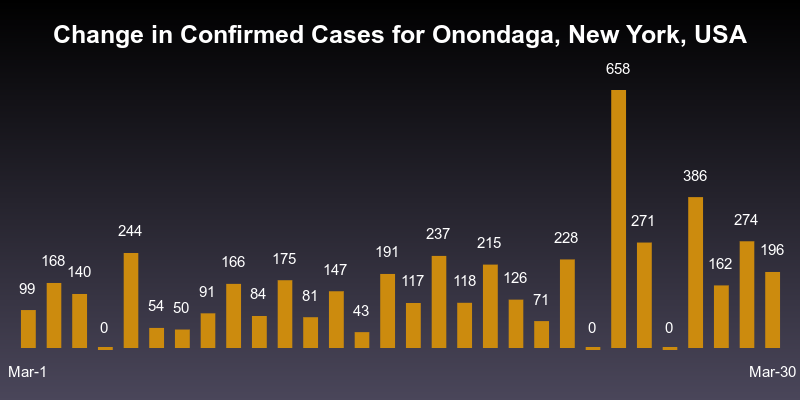 Change in Confirmed Cases for Onondaga, New York, USA
99 168 140 0 244 54 50 91 166 84 175 81 147 43 191 117 237 118 215 126 71 228 0 658 271 0 386 162 274 196
Mar-1 Mar-30